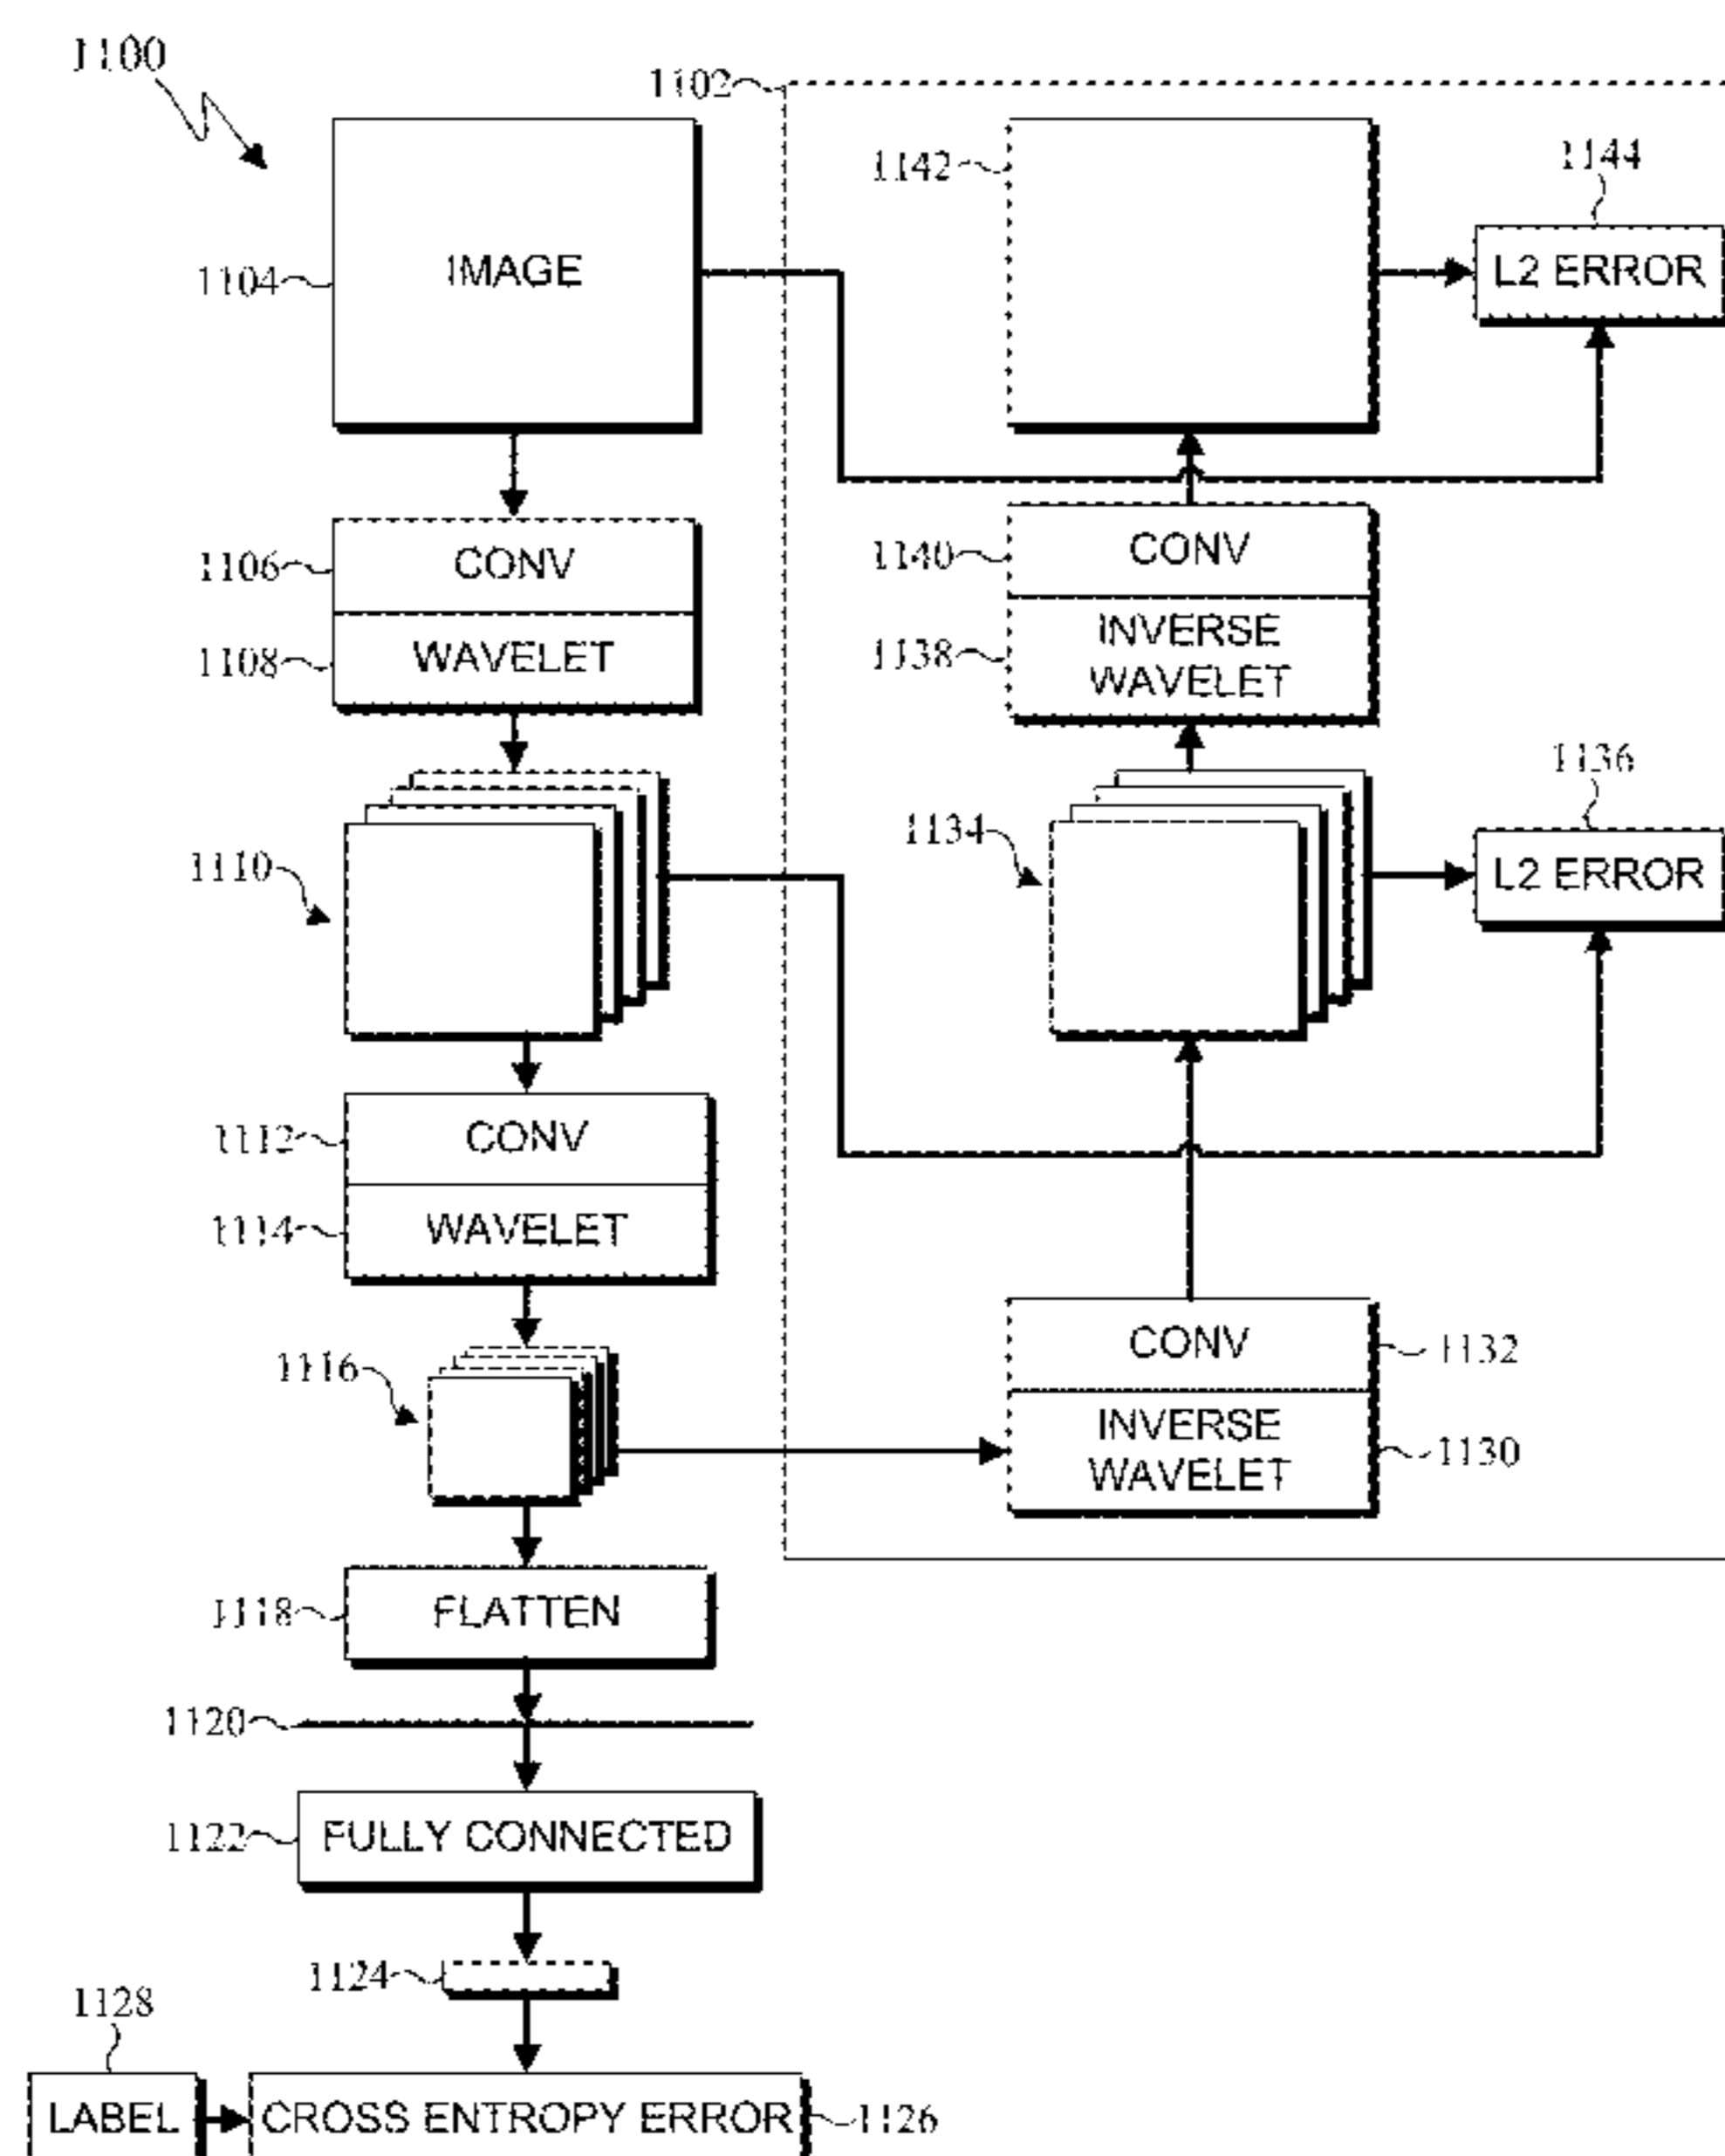 1100
1102
1142
1144
L2 ERROR
1104
IMAGE
1106
CONV
1108
WAVELET
1140
CONV
1138
INVERSE
WAVELET
1136
L2 ERROR
1134
1110
1112
CONV
1114
WAVELET
1116
CONV
1132
INVERSE
WAVELET
1130
1118
FLATTEN
1120
1122
FULLY CONNECTED
1124
1128
LABEL
CROSS ENTROPY ERROR
1126